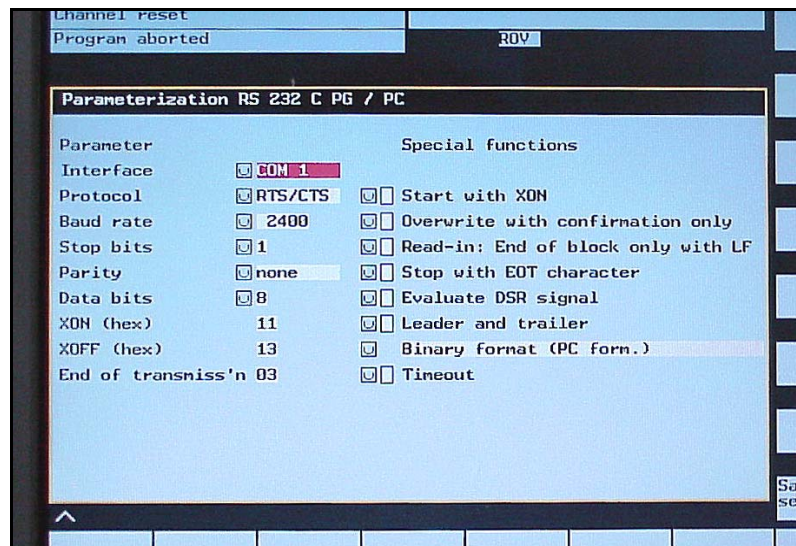 Channel reset
Program aborted ROV
Parameterization RS 232 C PG / PC
Parameter Special functions
Interface COM 1
Protocol RTS/CTS Start with XON
Baud rate 2400 Overwrite with confirmation only
Stop bits 1 Read-in: End of block only with LF
Parity none Stop with EOT character
Data bits 8 Evaluate DSR signal
XON (hex) 11 Leader and trailer
XOFF (hex) 13 Binary format (PC form.)
End of transmiss'n 03 Timeout